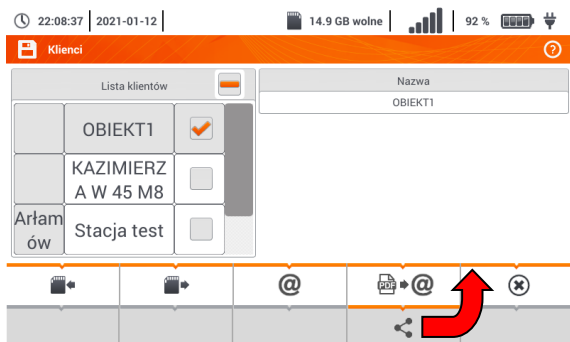 22:08:37 2021-01-12 14.9 GB wolne 92 %
Klienci
?
Lista klientów
Nazwa
OBIEKT1
OBIEKT1
KAZIMIERZ
A W 45 M8
Arłam
ów
Stacja test
@
PDF @